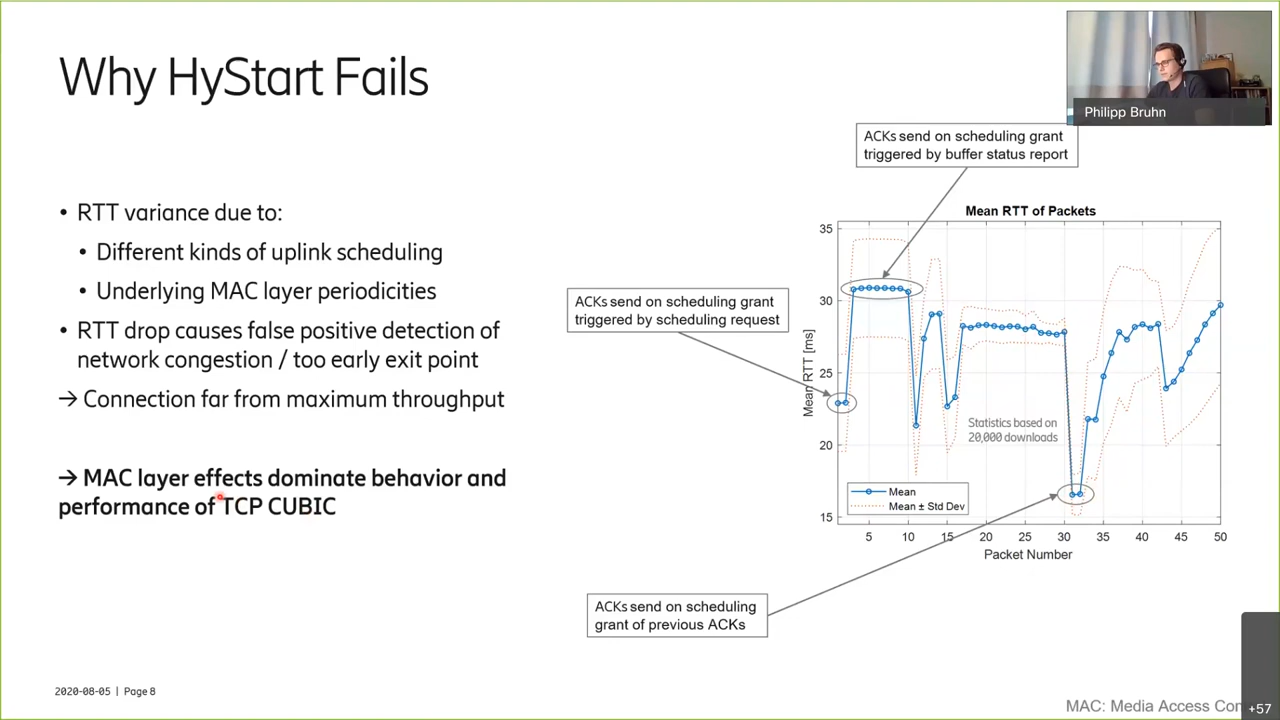 Why HyStart Fails
Philipp Bruhn
• RTT variance due to:
• Different kinds of uplink scheduling
• Underlying MAC layer periodicities
• RTT drop causes false positive detection of
network congestion / too early exit point
→ Connection far from maximum throughput
→ MAC layer effects dominate behavior and
performance of TCP CUBIC
ACKs send on scheduling grant
triggered by buffer status report
ACKs send on scheduling grant
triggered by scheduling request
Mean RTT of Packets
Mean RTT [ms]
35
30
25
20
15
Statistics based on
20,000 downloads
Mean
Mean ± Std Dev
5 10 15 20 25 30 35 40 45 50
Packet Number
ACKs send on scheduling
grant of previous ACKs
2020-08-05 | Page 8
MAC: Media Access Con
+57